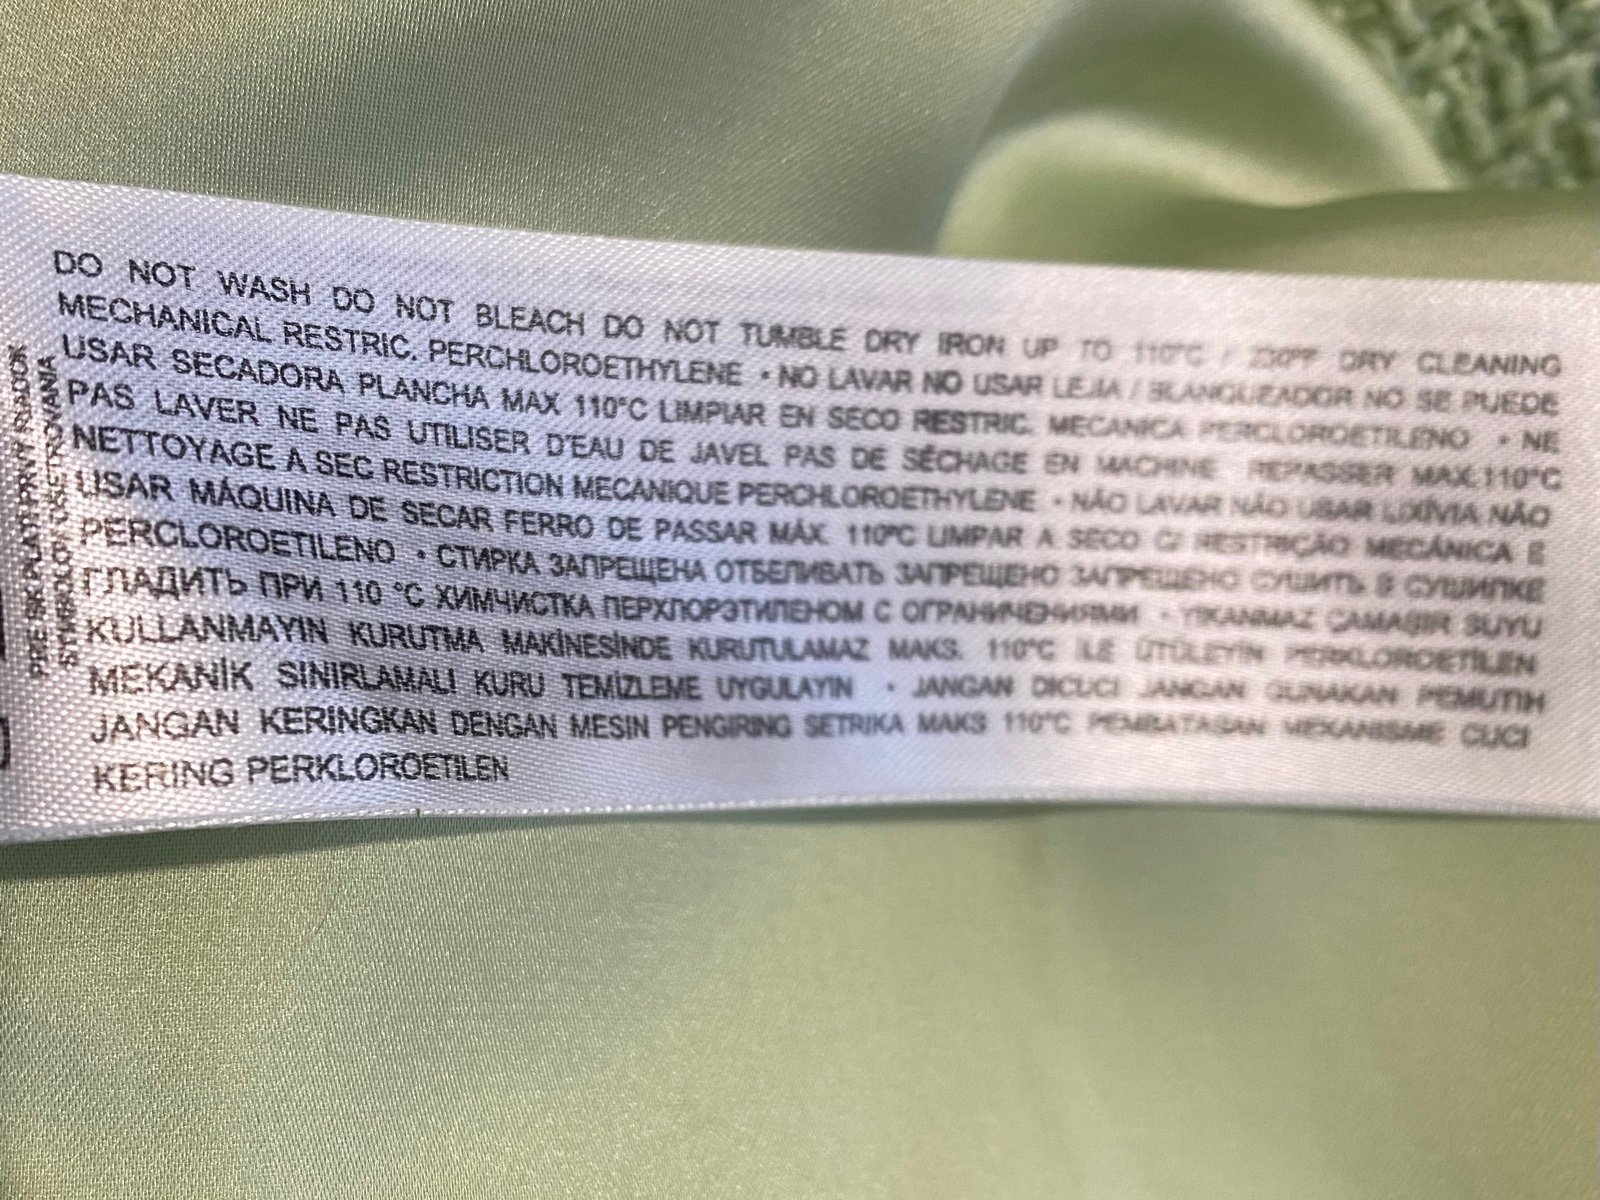 DO NOT WASH DO NOT BLEACH DO NOT TUMBLE DRY IRON UP TO 110°C / 230°F DRY CLEANING
MECHANICAL RESTRIC. PERCHLOROETHYLENE • NO LAVAR NO USAR LEJIA / BLANQUEADOR NO SE PUEDE
USAR SECADORA PLANCHA MAX 110°C LIMPIAR EN SECO RESTRIC. MECANICA PERCLOROETILENO • NE
PAS LAVER NE PAS UTILISER D'EAU DE JAVEL PAS DE SÉCHAGE EN MACHINE REPASSER MAX.110°C
NETTOYAGE A SEC RESTRICTION MECANIQUE PERCHLOROETHYLENE • NÃO LAVAR NÃO USAR LIXÍVIA NÃO
USAR MÁQUINA DE SECAR FERRO DE PASSAR MÁX. 110ºC LIMPAR A SECO C/ RESTRIÇÃO MECÂNICA E
PERCLOROETILENO • СТИРКА ЗАПРЕЩЕНА ОТБЕЛИВАТЬ ЗАПРЕЩЕНО ЗАПРЕЩЕНО СУШИТЬ В СУШИЛКЕ
ГЛАДИТЬ ПРИ 110 °C ХИМЧИСТКА ПЕРХЛОРЭТИЛЕНОМ С ОГРАНИЧЕНИЯМИ • YIKANMAZ ÇAMAŞIR SUYU
KULLANMAYIN KURUTMA MAKİNESİNDE KURUTULAMAZ MAKS. 110°C İLE ÜTÜLEYİN PERKLOROETİLEN
MEKANİK SINIRLAMALI KURU TEMİZLEME UYGULAYIN • JANGAN DICUCI JANGAN GUNAKAN PEMUTIH
JANGAN KERINGKAN DENGAN MESIN PENGIRING SETRIKA MAKS 110°C PEMBATASAN MEKANISME CUCI
KERING PERKLOROETILEN